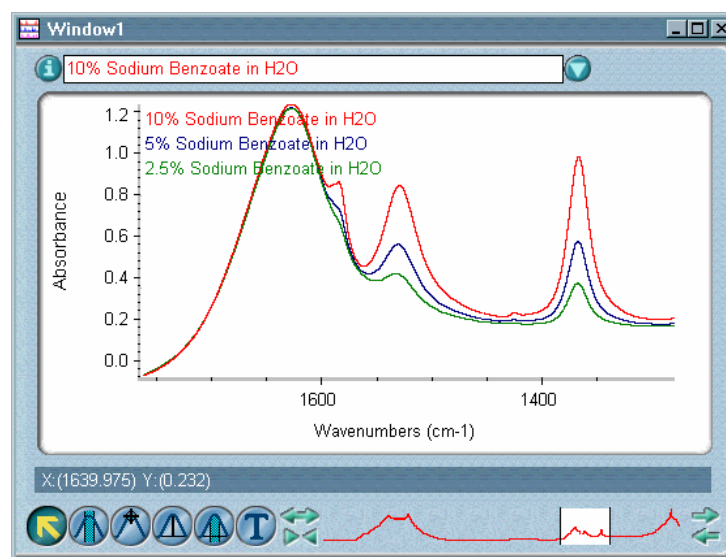 Window1
10% Sodium Benzoate in H2O
1.2
10% Sodium Benzoate in H2O
5% Sodium Benzoate in H2O
2.5% Sodium Benzoate in H2O
1.0
0.8
0.6
0.4
0.2
0.0
Absorbance
1600 1400
Wavenumbers (cm-1)
X:(1639.975) Y:(0.232)
T